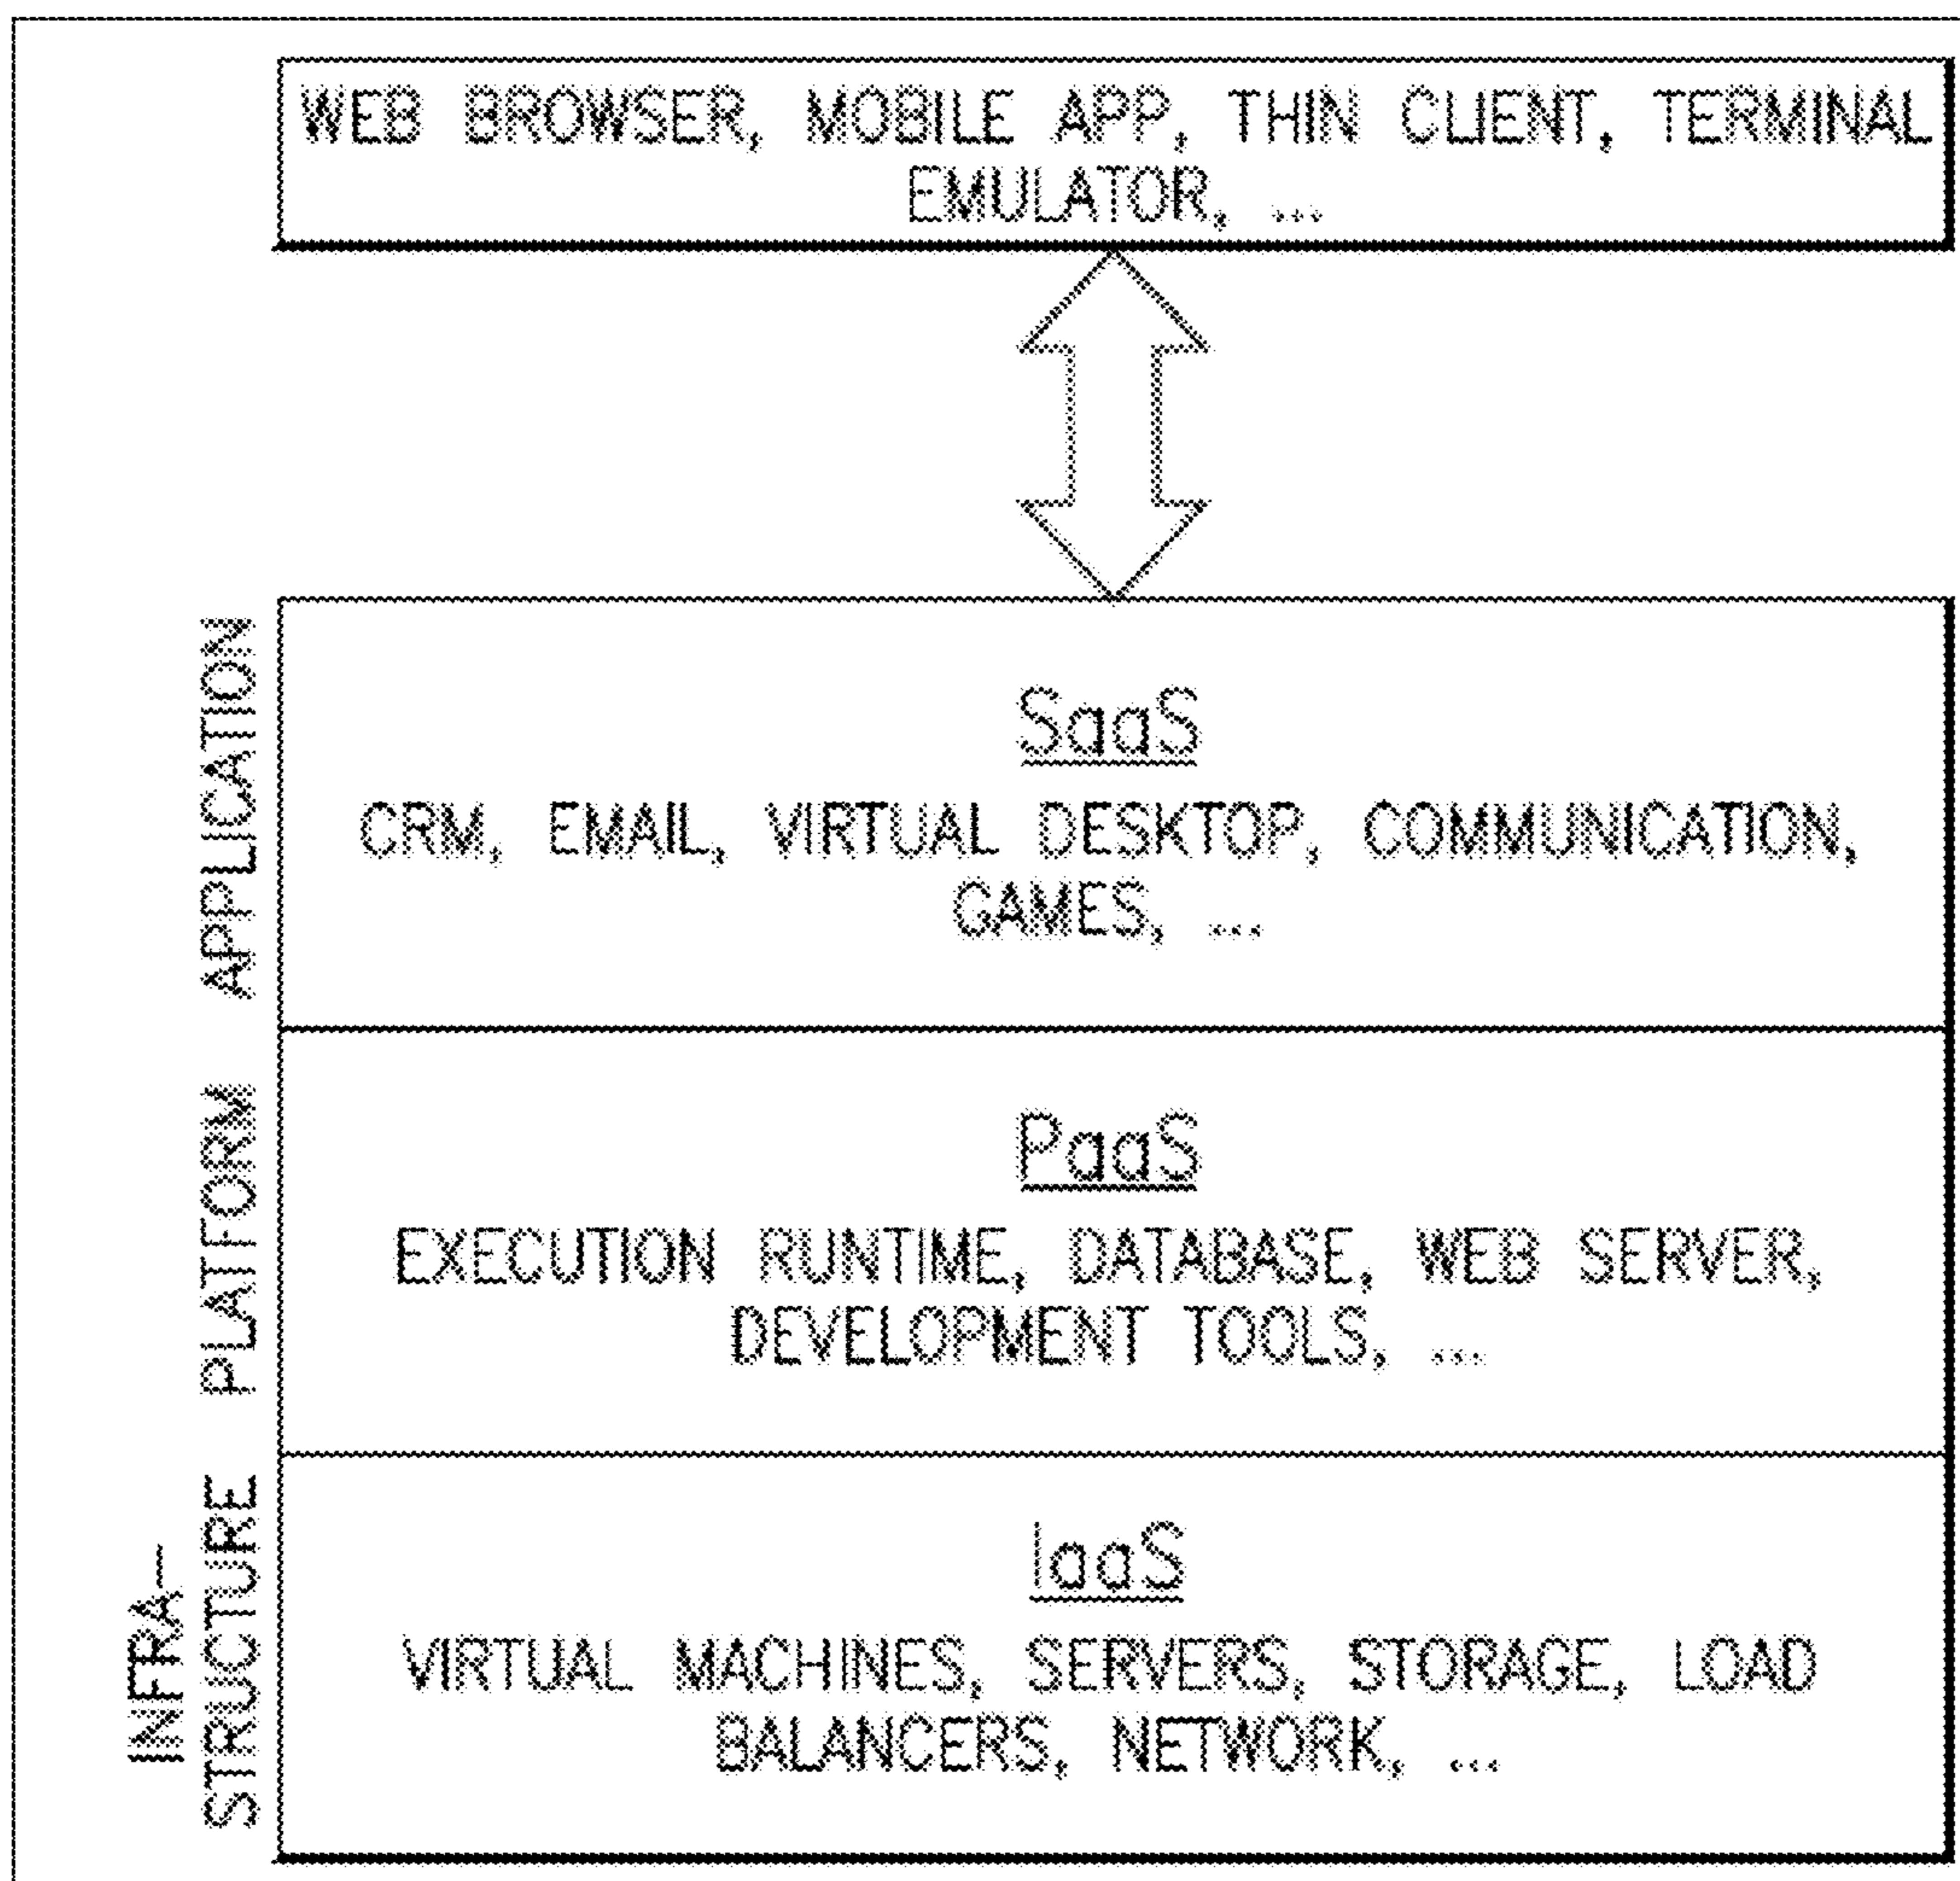 WEB BROWSER, MOBILE APP, THIN CLIENT, TERMINAL
EMULATOR, ...
APPLICATION
SaaS
CRM, EMAIL, VIRTUAL DESKTOP, COMMUNICATION,
GAMES, ...
PLATFORM
PaaS
EXECUTION RUNTIME, DATABASE, WEB SERVER,
DEVELOPMENT TOOLS, ...
INFRA-
STRUCTURE
IaaS
VIRTUAL MACHINES, SERVERS, STORAGE, LOAD
BALANCERS, NETWORK, ...